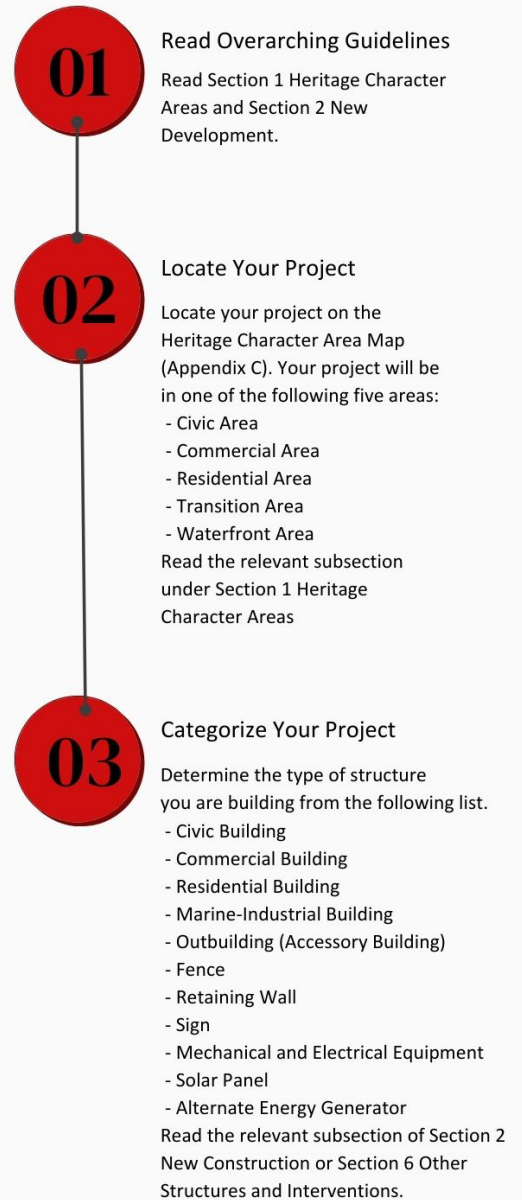 01
Read Overarching Guidelines
Read Section 1 Heritage Character
Areas and Section 2 New
Development.
02
Locate Your Project
Locate your project on the
Heritage Character Area Map
(Appendix C). Your project will be
in one of the following five areas:
- Civic Area
- Commercial Area
- Residential Area
- Transition Area
- Waterfront Area
Read the relevant subsection
under Section 1 Heritage
Character Areas
03
Categorize Your Project
Determine the type of structure
you are building from the following list.
- Civic Building
- Commercial Building
- Residential Building
- Marine-Industrial Building
- Outbuilding (Accessory Building)
- Fence
- Retaining Wall
- Sign
- Mechanical and Electrical Equipment
- Solar Panel
- Alternate Energy Generator
Read the relevant subsection of Section 2
New Construction or Section 6 Other
Structures and Interventions.